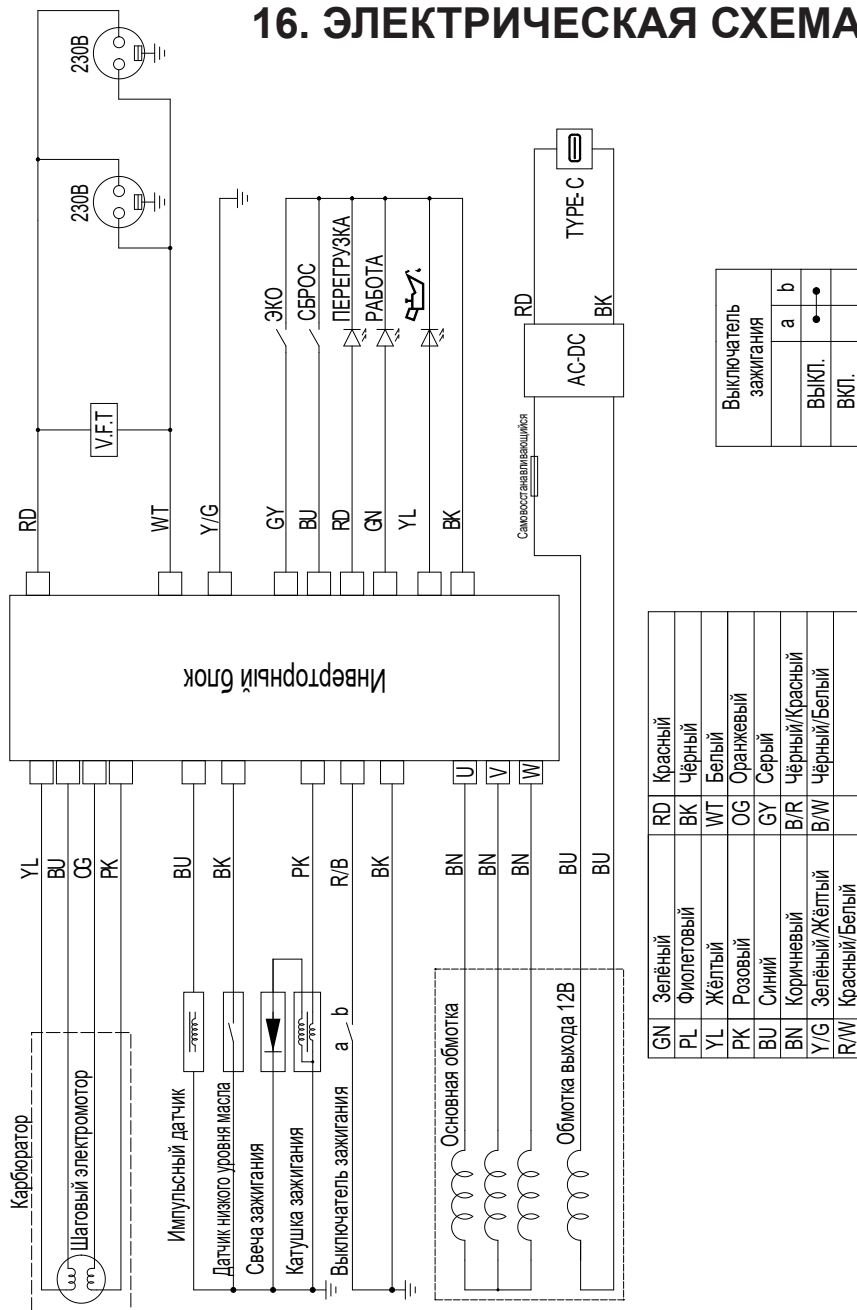 16. ЭЛЕКТРИЧЕСКАЯ СХЕМА
Карбюратор
Шаговый электромотор
YL
BU
OG
PK
Импульсный датчик
BU
Датчик низкого уровня масла
BK
Свеча зажигания
Катушка зажигания
PK
Выключатель зажигания
a b
R/B
BK
Основная обмотка
BN
BN
BN
U
V
W
Обмотка выхода 12В
BU
BU
Инверторный блок
RD
WT
V.F.T
230В
230В
Y/G
GY
ЭКО
BU
СБРОС
RD
ПЕРЕГРУЗКА
GN
РАБОТА
YL
BK
Самовосстанавливающийся
AC-DC
RD
BK
TYPE-C
GN Зелёный RD Красный
PL Фиолетовый BK Чёрный
YL Жёлтый WT Белый
PK Розовый OG Оранжевый
BU Синий GY Серый
BN Коричневый B/R Чёрный/Красный
Y/G Зелёный/Жёлтый B/W Чёрный/Белый
R/W Красный/Белый
Выключатель
зажигания
a b
ВЫКЛ.
ВКЛ.